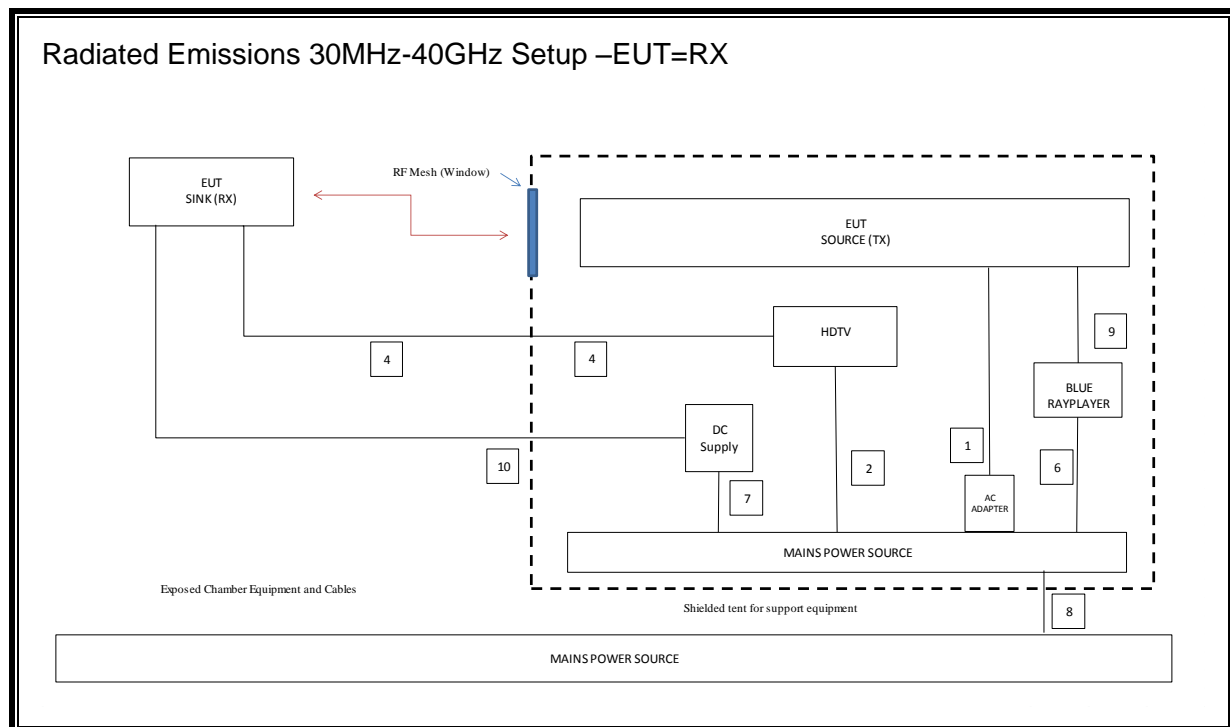 Radiated Emissions 30MHz-40GHz Setup –EUT=RX
RF Mesh (Window)
EUT
SINK (RX)
EUT
SOURCE (TX)
HDTV
9
4
4
BLUE
RAYPLAYER
DC
Supply
1
6
10
2
7
AC
ADAPTER
MAINS POWER SOURCE
Exposed Chamber Equipment and Cables
Shielded tent for support equipment
8
MAINS POWER SOURCE